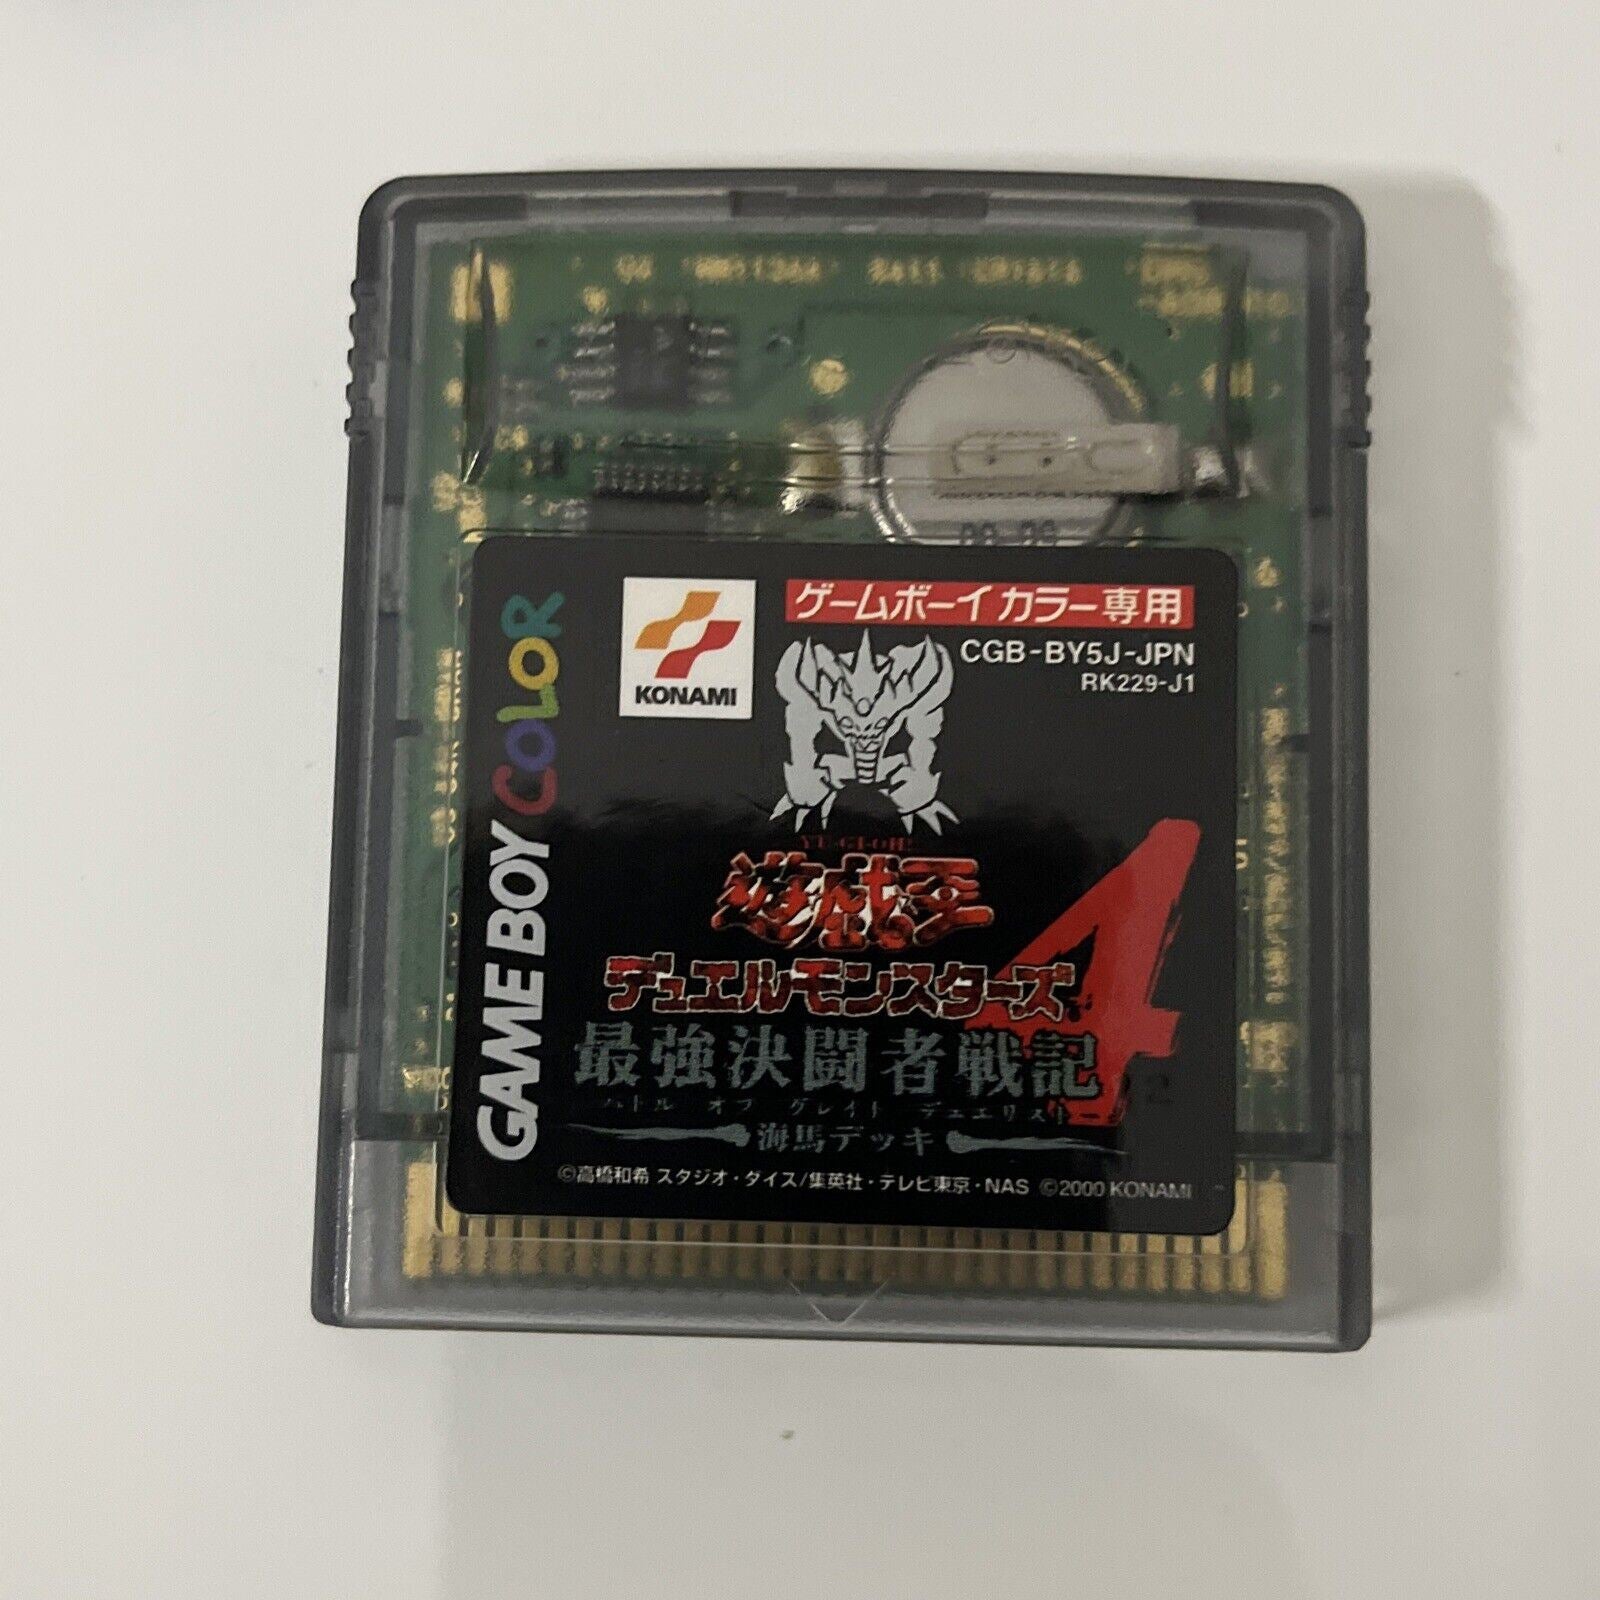 ゲームボーイカラー専用
KONAMI
CGB-BY5J-JPN
RK229-J1
GAME BOY COLOR
YU-GI-OH!
遊戯王
デュエルモンスターズ4
最強決闘者戦記
バトル オブ グレイト デュエリスト
海馬デッキ
©高橋和希 スタジオ・ダイス/集英社・テレビ東京・NAS ©2000 KONAMI